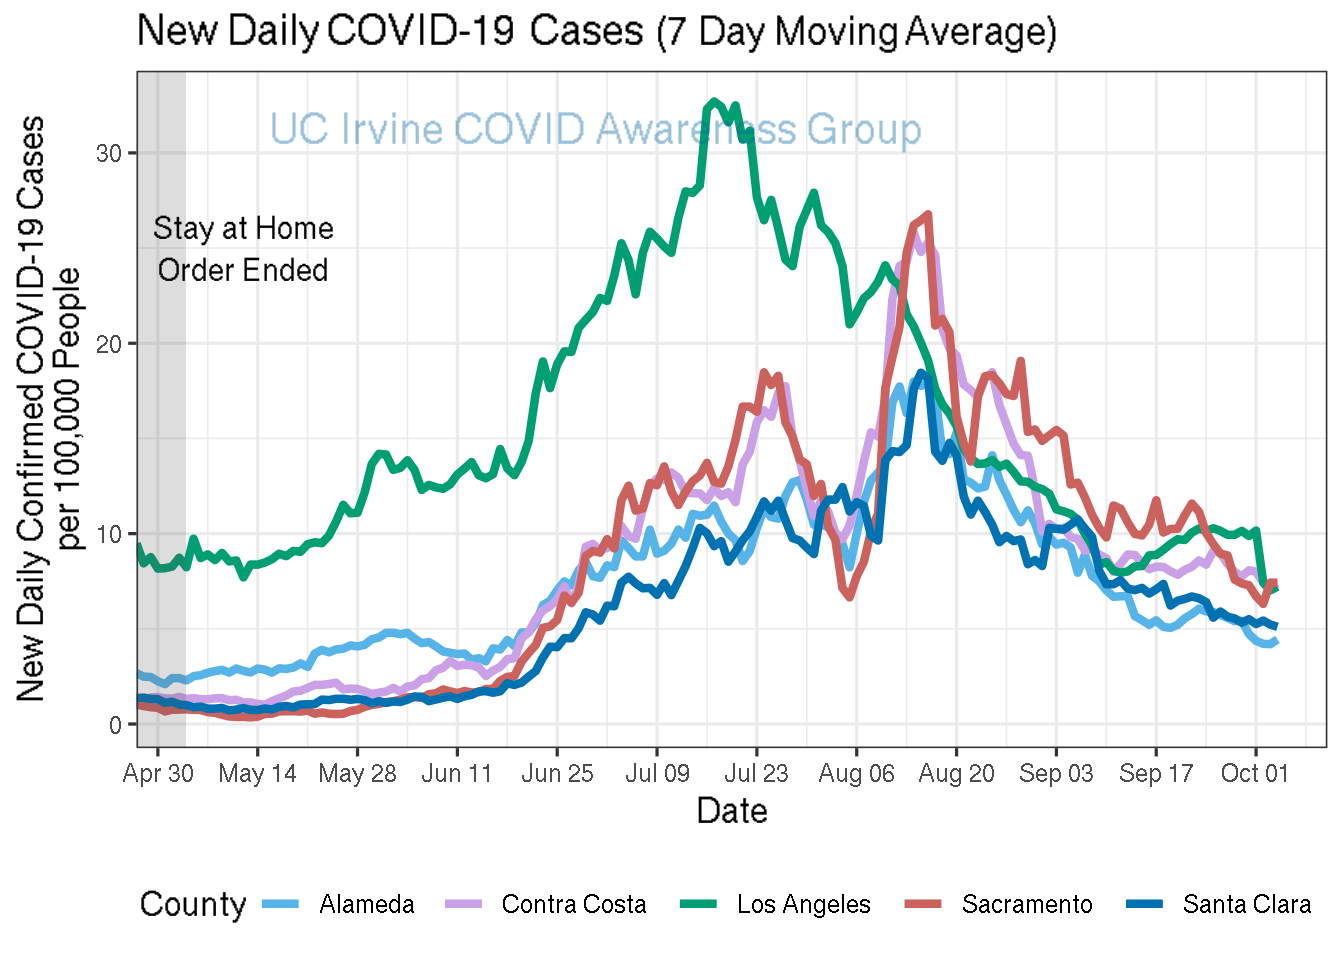 New Daily COVID-19 Cases (7 Day Moving Average)
UC Irvine COVID Awareness Group
Stay at Home
Order Ended
New Daily Confirmed COVID-19 Cases
per 100,000 People
30
20
10
0
Apr 30 May 14 May 28 Jun 11 Jun 25 Jul 09 Jul 23 Aug 06 Aug 20 Sep 03 Sep 17 Oct 01
Date
County Alameda Contra Costa Los Angeles Sacramento Santa Clara